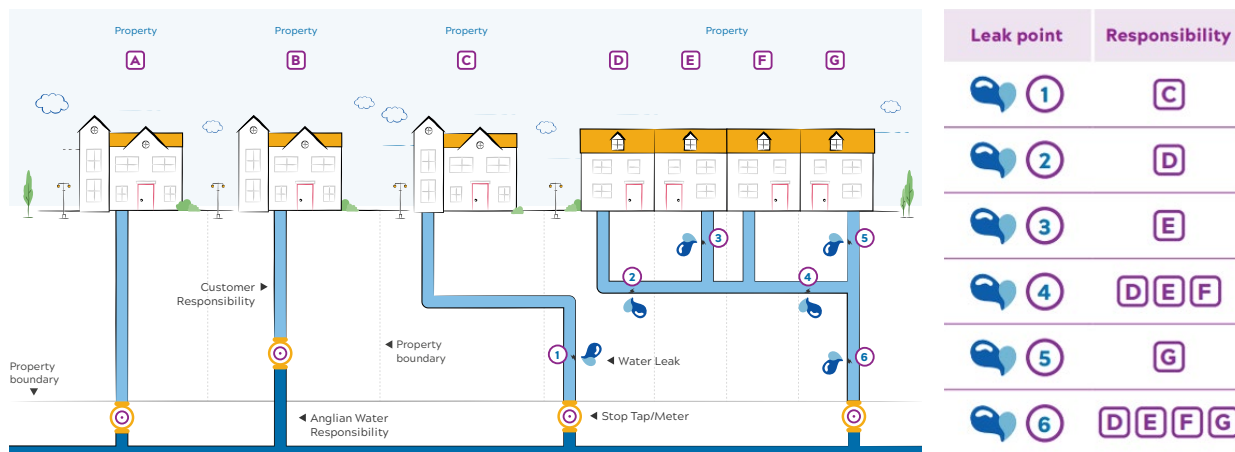 Property
Property
Property
Property
A
B
C
D
E
F
G
3
5
2
4
Customer
Responsibility
Property
boundary
1
Water Leak
6
Property
boundary
Stop Tap/Meter
Anglian Water
Responsibility
Leak point Responsibility
1 C
2 D
3 E
4 D E F
5 G
6 D E F G